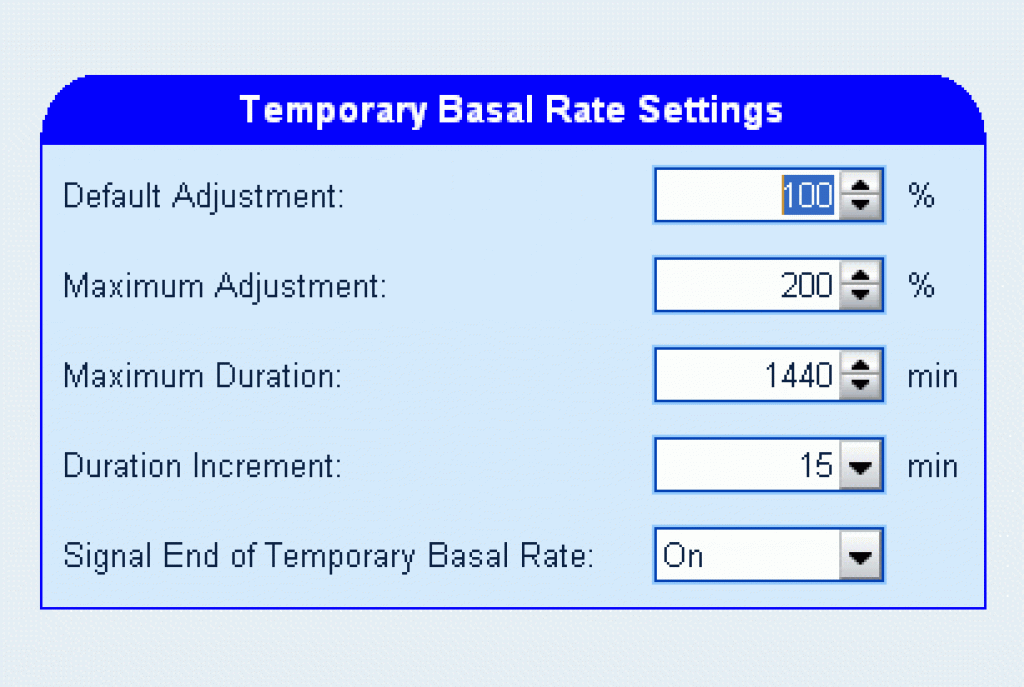 Temporary Basal Rate Settings
Default Adjustment: 100 %
Maximum Adjustment: 200 %
Maximum Duration: 1440 min
Duration Increment: 15 min
Signal End of Temporary Basal Rate: On